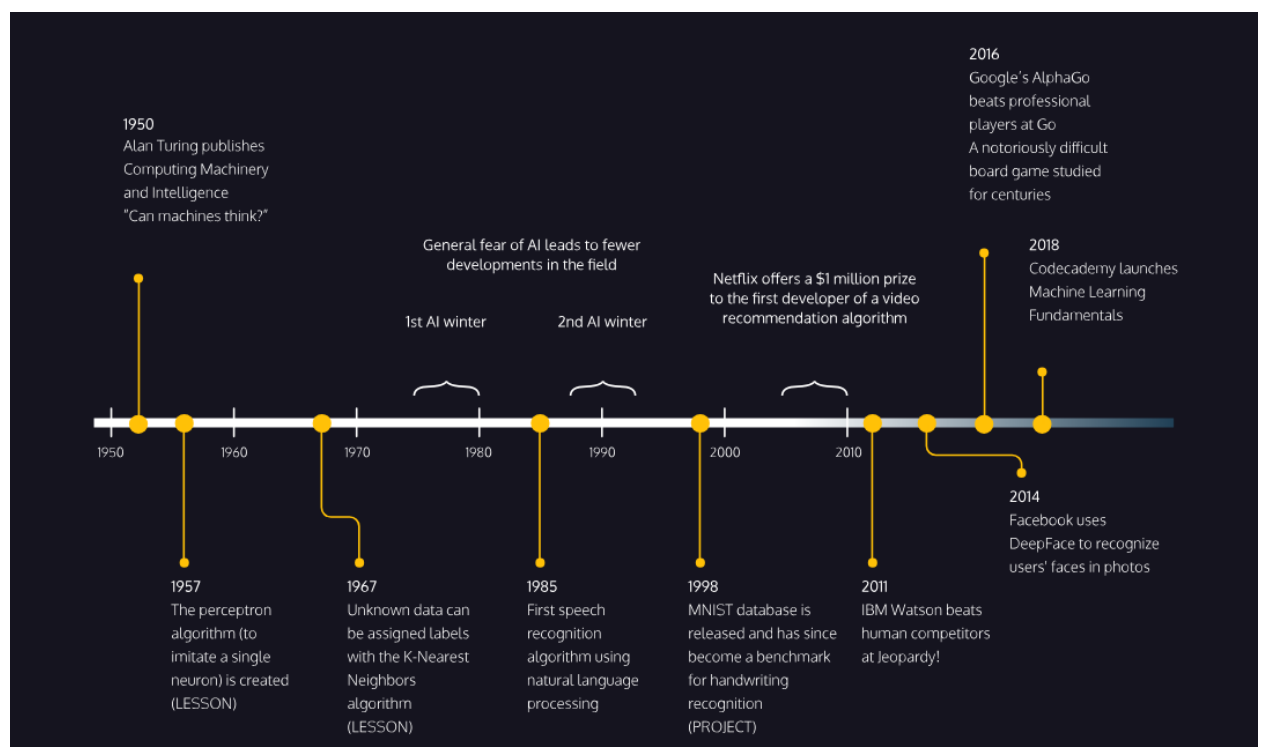 2016
Google's AlphaGo
beats professional
players at Go
A notoriously difficult
board game studied
for centuries
1950
Alan Turing publishes
Computing Machinery
and Intelligence
"Can machines think?"
General fear of AI leads to fewer
developments in the field
1st AI winter
2nd AI winter
Netflix offers a $1 million prize
to the first developer of a video
recommendation algorithm
2018
Codecademy launches
Machine Learning
Fundamentals
1950
1960
1970
1980
1990
2000
2010
1957
The perceptron
algorithm (to
imitate a single
neuron) is created
(LESSON)
1967
Unknown data can
be assigned labels
with the K-Nearest
Neighbors
algorithm
(LESSON)
1985
First speech
recognition
algorithm using
natural language
processing
1998
MNIST database is
released and has since
become a benchmark
for handwriting
recognition
(PROJECT)
2011
IBM Watson beats
human competitors
at Jeopardy!
2014
Facebook uses
DeepFace to recognize
users' faces in photos